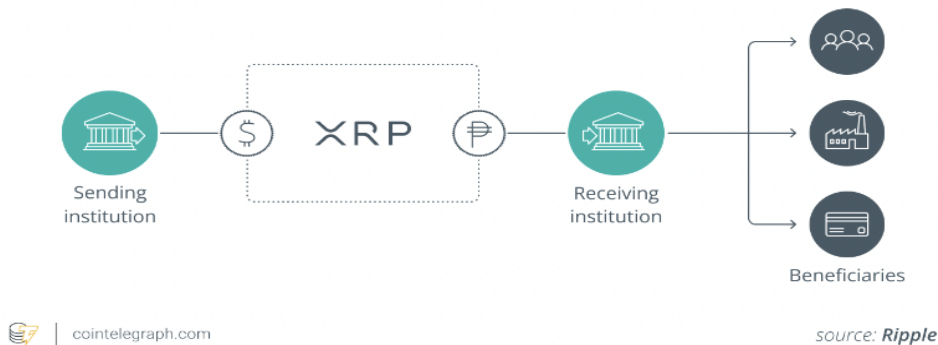 $
XRP
₱
Sending
institution
Receiving
institution
Beneficiaries
cointelegraph.com
source: Ripple